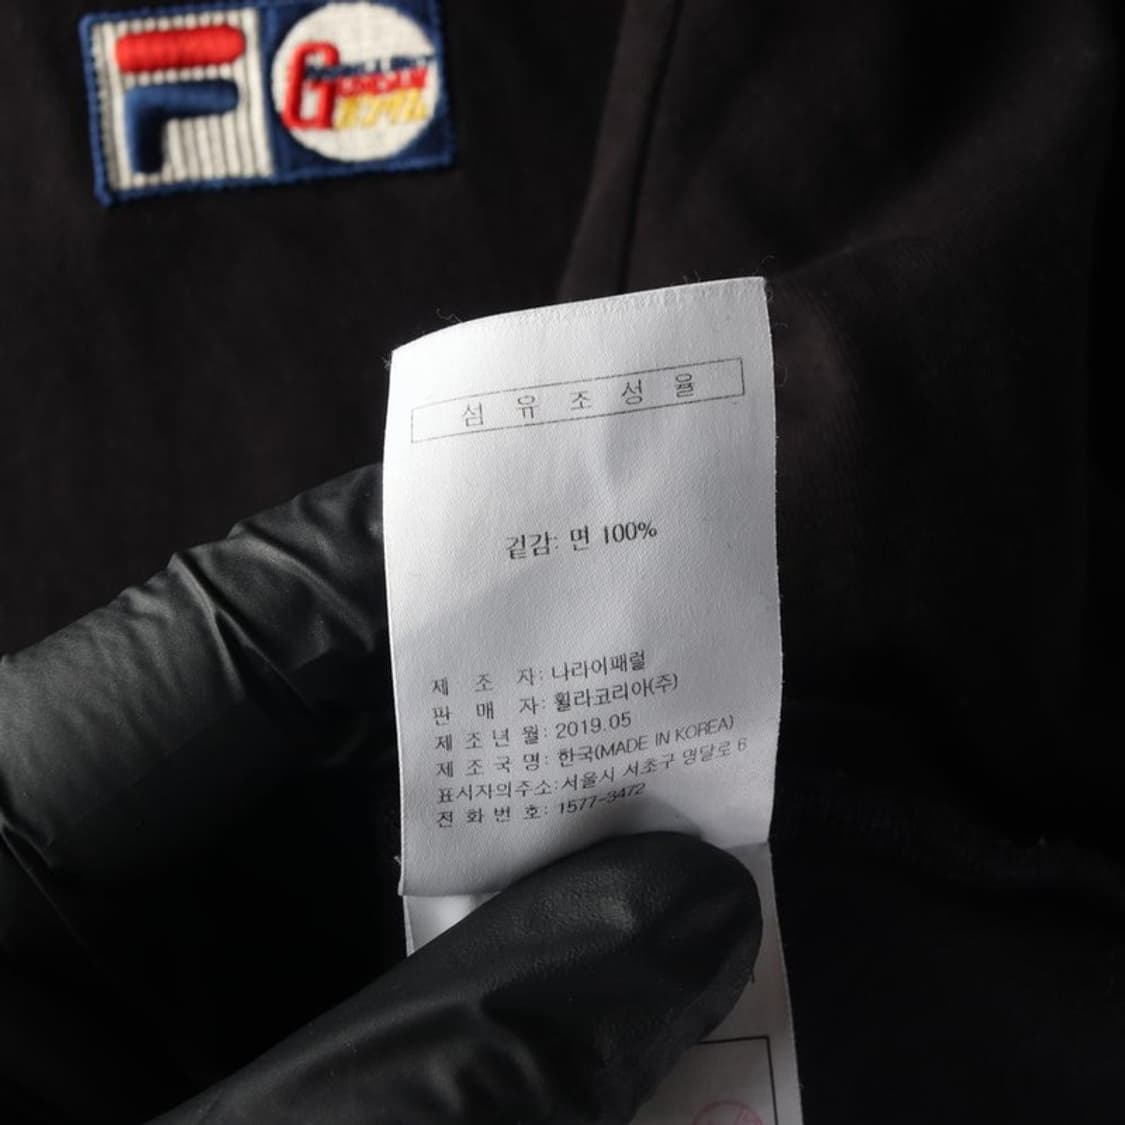 섬 유 조 성 율
겉감: 면 100%
제 조 자: 나라어패럴
판 매 자: 휠라코리아(주)
제 조 년 월: 2019.05
제 조 국 명: 한국(MADE IN KOREA)
표시자의주소:서울시 서초구 명달로 6
전 화 번 호: 1577-3472